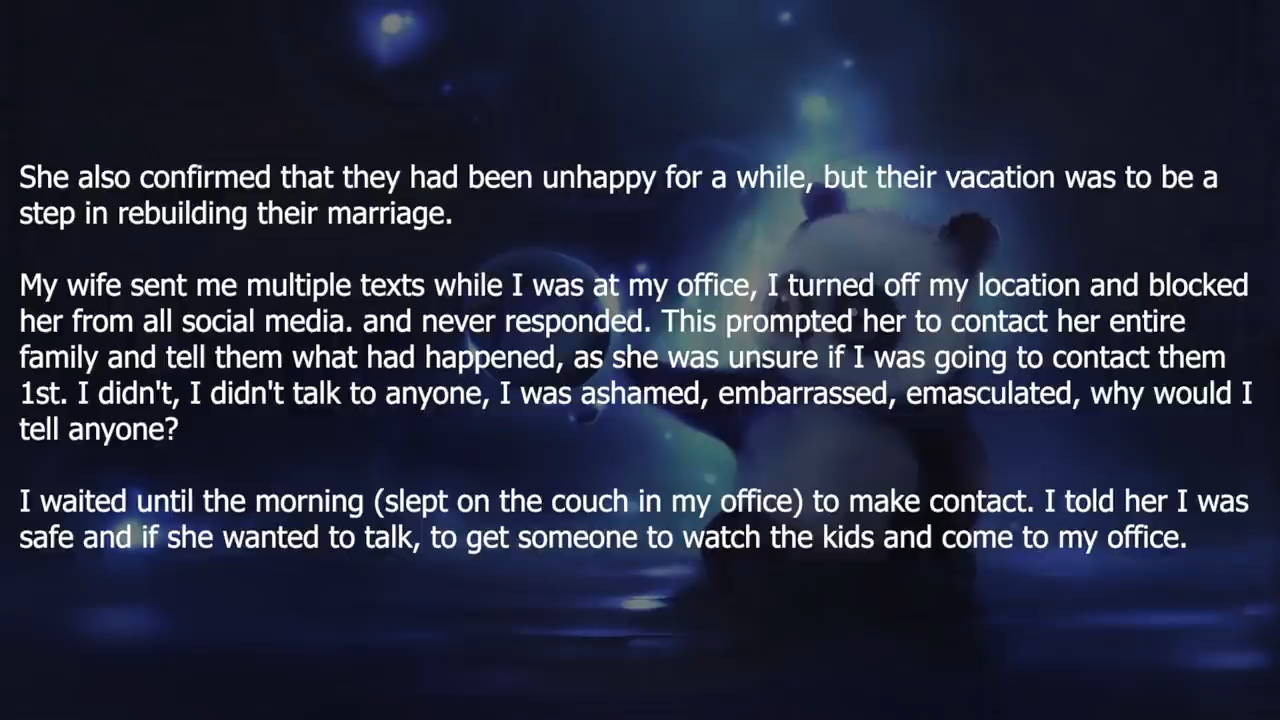 She also confirmed that they had been unhappy for a while, but their vacation was to be a
step in rebuilding their marriage.
My wife sent me multiple texts while I was at my office, I turned off my location and blocked
her from all social media. and never responded. This prompted her to contact her entire
family and tell them what had happened, as she was unsure if I was going to contact them
1st. I didn't, I didn't talk to anyone, I was ashamed, embarrassed, emasculated, why would I
tell anyone?
I waited until the morning (slept on the couch in my office) to make contact. I told her I was
safe and if she wanted to talk, to get someone to watch the kids and come to my office.